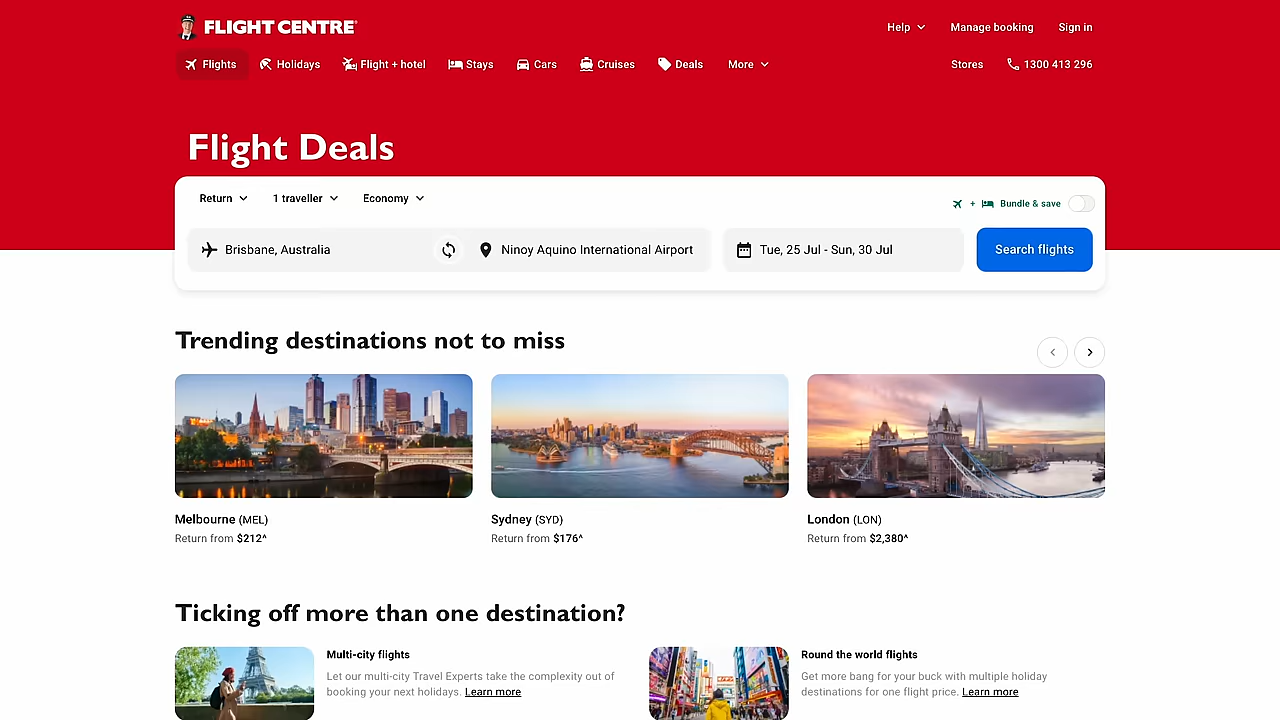 FLIGHT CENTRE
Help
Manage booking
Sign in
Flights
Holidays
Flight + hotel
Stays
Cars
Cruises
Deals
More
Stores
1300 413 296
Flight Deals
Return
1 traveller
Economy
+ Bundle & save
Brisbane, Australia
Ninoy Aquino International Airport
Tue, 25 Jul - Sun, 30 Jul
Search flights
Trending destinations not to miss
Melbourne (MEL)
Return from $212^
Sydney (SYD)
Return from $176^
London (LON)
Return from $2,380^
Ticking off more than one destination?
Multi-city flights
Let our multi-city Travel Experts take the complexity out of
booking your next holidays. Learn more
Round the world flights
Get more bang for your buck with multiple holiday
destinations for one flight price. Learn more